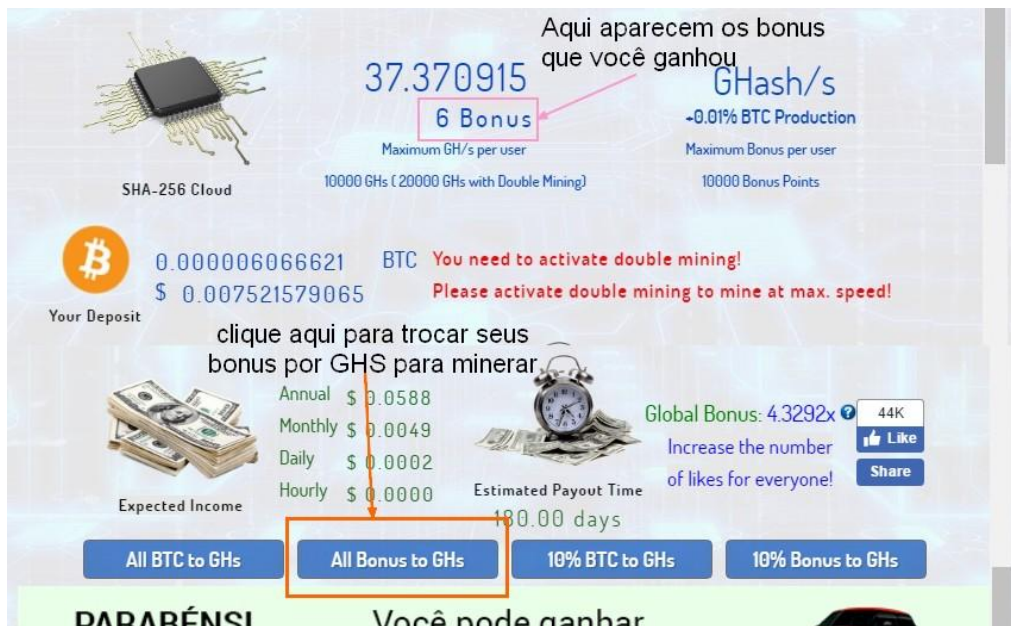 Aqui aparecem os bonus
que você ganhou
37.370915
GHash/s
6 Bonus
+0.01% BTC Production
Maximum GH/s per user
Maximum Bonus per user
SHA-256 Cloud
10000 GHs ( 20000 GHs with Double Mining)
10000 Bonus Points
0.000006066621 BTC
You need to activate double mining!
$ 0.007521579065
Please activate double mining to mine at max. speed!
Your Deposit
clique aqui para trocar seus
bonus por GHS para minerar
Annual $ 0.0588
Monthly $ 0.0049
Daily $ 0.0002
Hourly $ 0.0000
Expected Income
Estimated Payout Time
180.00 days
Global Bonus: 4.3292x ?
Increase the number
of likes for everyone!
44K
Like
Share
All BTC to GHs
All Bonus to GHs
10% BTC to GHs
10% Bonus to GHs
PARABÉNS!
Você pode ganhar